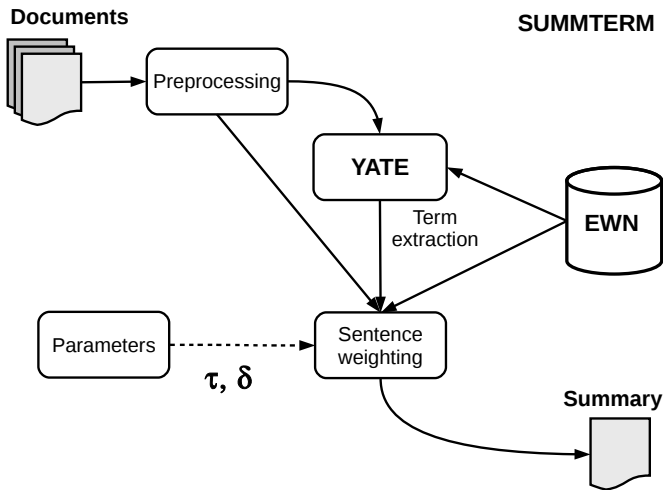 Documents
SUMMTERM
Preprocessing
YATE
Term
extraction
EWN
Parameters
τ, δ
Sentence
weighting
Summary